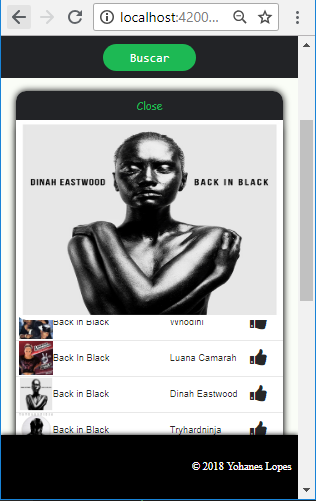 localhost:4200...
Buscar
Close
DINAH EASTWOOD BACK IN BLACK
Back in Black Whodini
Back In Black Luana Camarah
Back in Black Dinah Eastwood
Back in Black Tryhardninja
© 2018 Yohanes Lopes